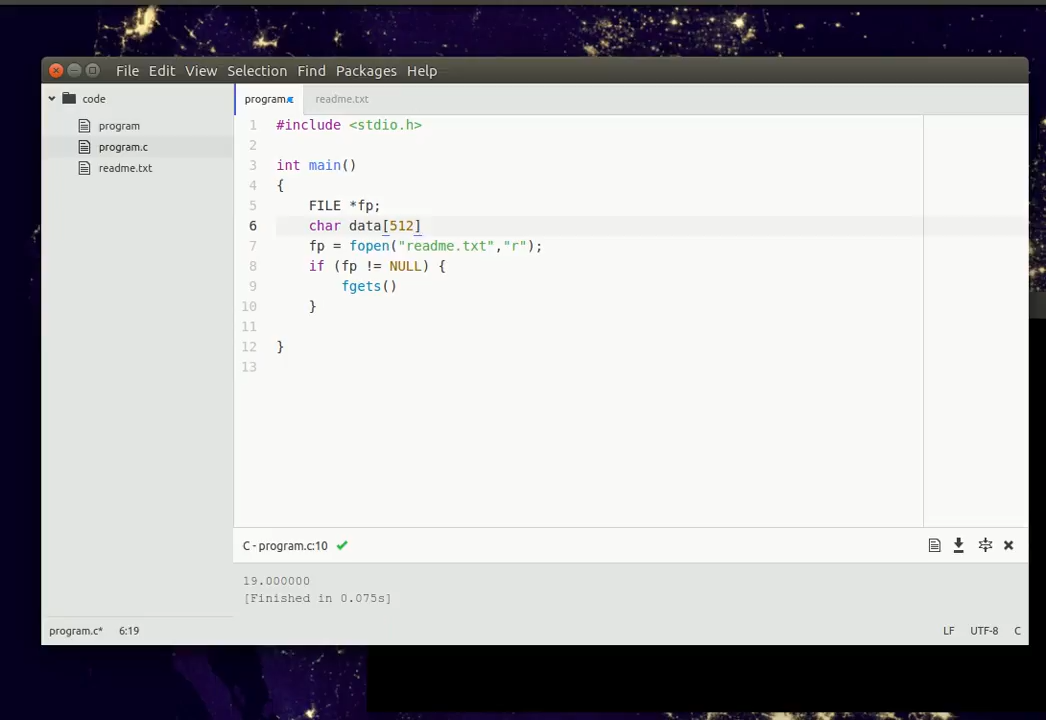 File Edit View Selection Find Packages Help
code
program
program.c
readme.txt
program.c readme.txt
1 #include <stdio.h>
2
3 int main()
4 {
5     FILE *fp;
6     char data[512]
7     fp = fopen("readme.txt","r");
8     if (fp != NULL) {
9         fgets()
10     }
11
12 }
13
C - program.c:10
19.000000
[Finished in 0.075s]
program.c* 6:19 LF UTF-8 C